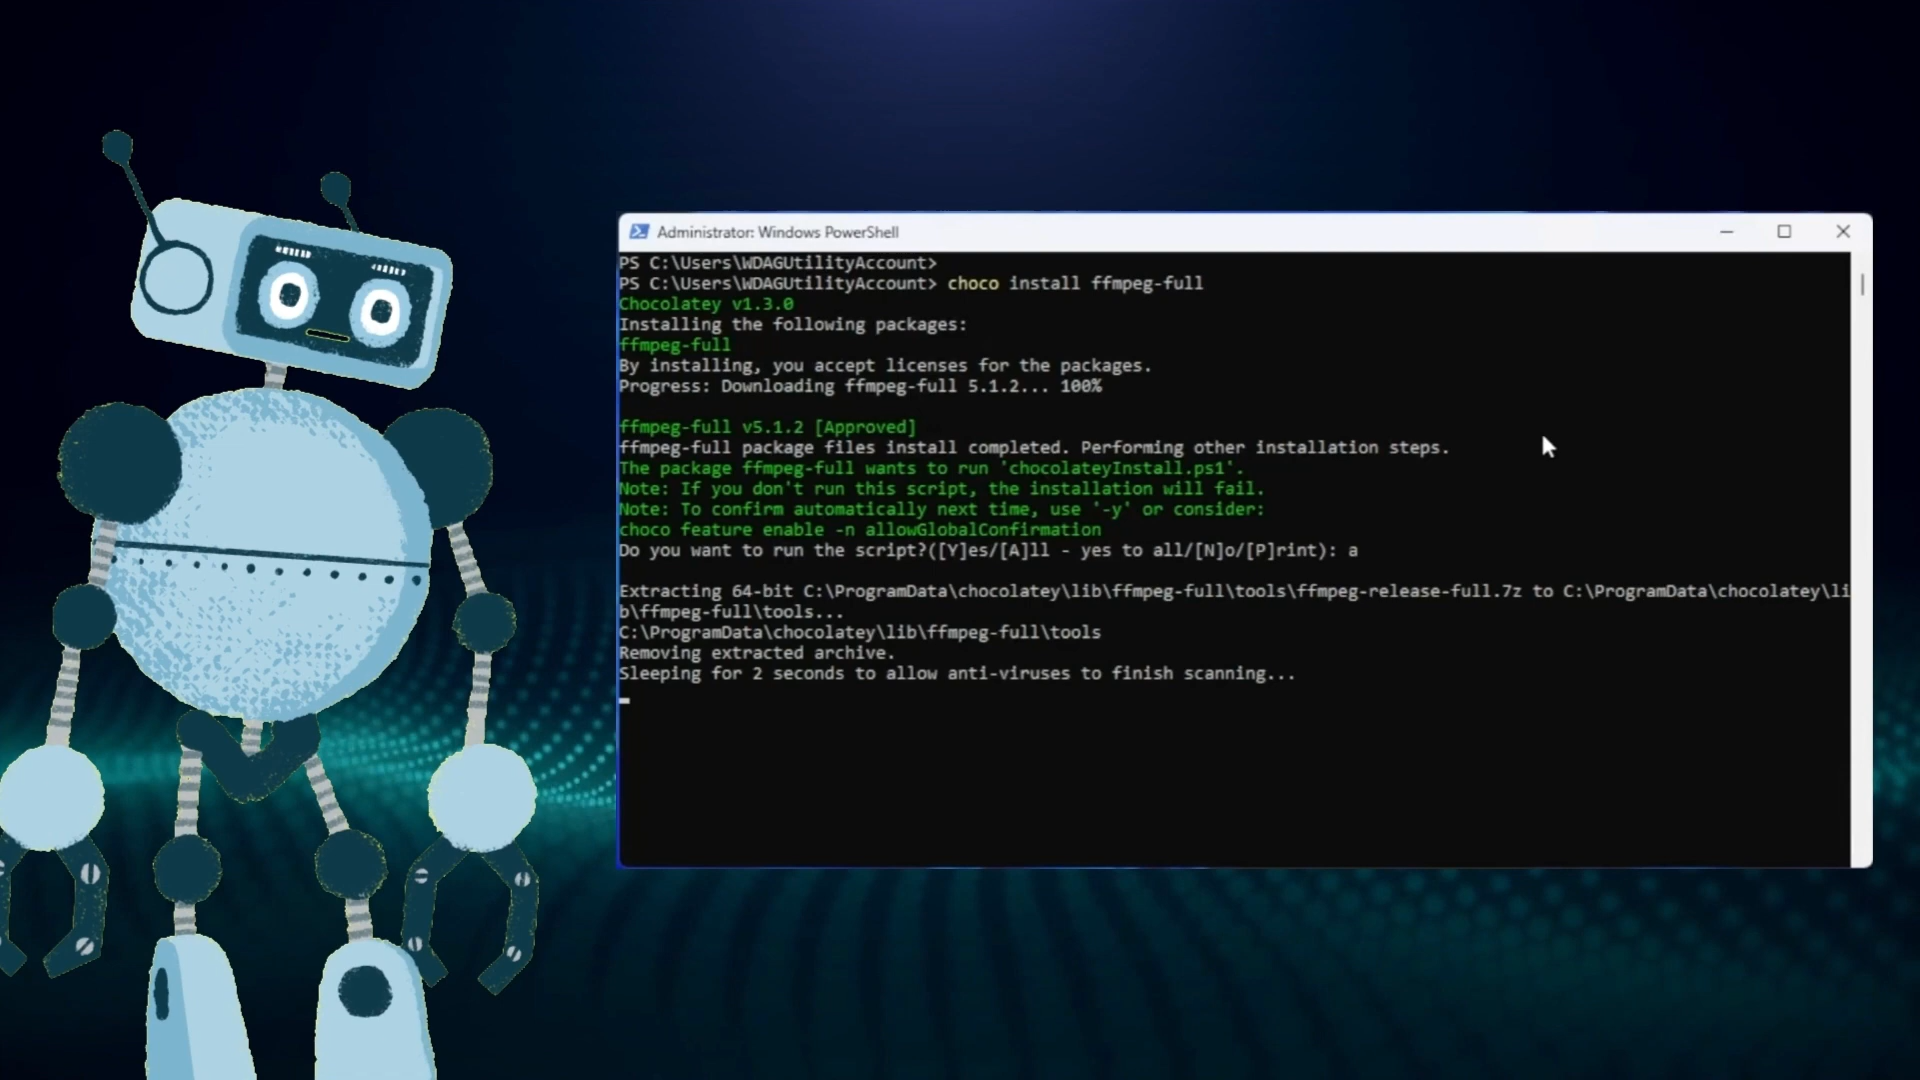 Administrator: Windows PowerShell
PS C:\Users\WDAGUtilityAccount>
PS C:\Users\WDAGUtilityAccount> choco install ffmpeg-full
Chocolatey v1.3.0
Installing the following packages:
ffmpeg-full
By installing, you accept licenses for the packages.
Progress: Downloading ffmpeg-full 5.1.2... 100%
ffmpeg-full v5.1.2 [Approved]
ffmpeg-full package files install completed. Performing other installation steps.
The package ffmpeg-full wants to run 'chocolateyInstall.ps1'.
Note: If you don't run this script, the installation will fail.
Note: To confirm automatically next time, use '-y' or consider:
choco feature enable -n allowGlobalConfirmation
Do you want to run the script?([Y]es/[A]ll - yes to all/[N]o/[P]rint): a
Extracting 64-bit C:\ProgramData\chocolatey\lib\ffmpeg-full\tools\ffmpeg-release-full.7z to C:\ProgramData\chocolatey\li
b\ffmpeg-full\tools...
C:\ProgramData\chocolatey\lib\ffmpeg-full\tools
Removing extracted archive.
Sleeping for 2 seconds to allow anti-viruses to finish scanning...